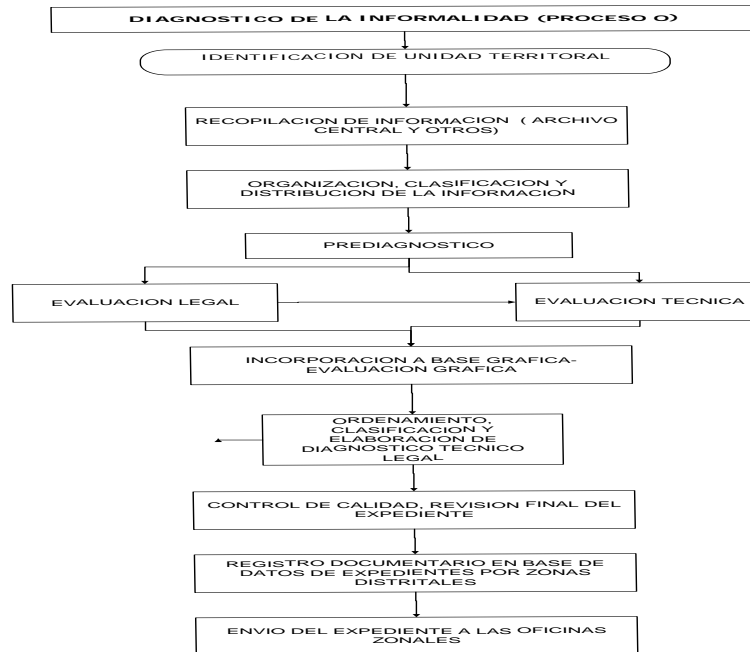 DIAGNOSTICO DE LA INFORMALIDAD (PROCESO O)
IDENTIFICACION DE UNIDAD TERRITORAL
RECOPILACION DE INFORMACION ( ARCHIVO
CENTRAL Y OTROS)
ORGANIZACION, CLASIFICACION Y
DISTRIBUCION DE LA INFORMACION
PREDIAGNOSTICO
EVALUACION LEGAL
EVALUACION TECNICA
INCORPORACION A BASE GRAFICA-
EVALUACION GRAFICA
ORDENAMIENTO,
CLASIFICACION Y
ELABORACION DE
DIAGNOSTICO TECNICO
LEGAL
CONTROL DE CALIDAD, REVISION FINAL DEL
EXPEDIENTE
REGISTRO DOCUMENTARIO EN BASE DE
DATOS DE EXPEDIENTES POR ZONAS
DISTRITALES
ENVIO DEL EXPEDIENTE A LAS OFICINAS
ZONALES